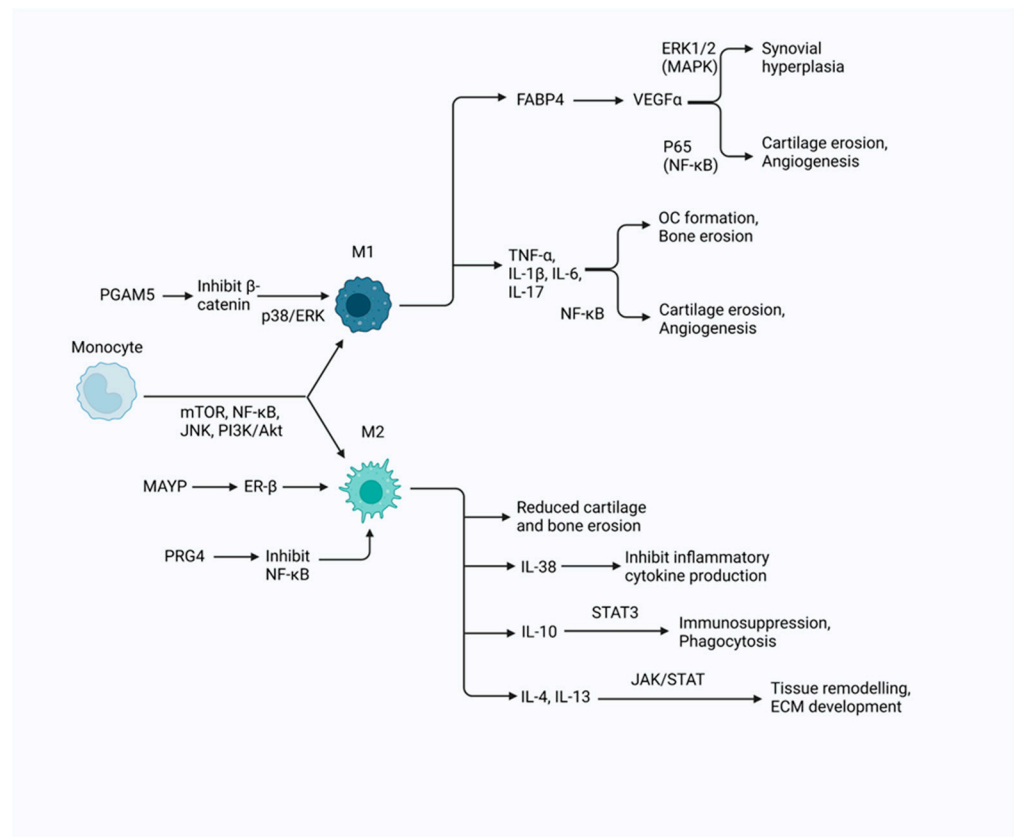 ERK1/2
(MAPK)
Synovial
hyperplasia
FABP4
VEGFα
P65
(NF-κB)
Cartilage erosion,
Angiogenesis
OC formation,
Bone erosion
M1
TNF-α,
IL-1β, IL-6,
IL-17
NF-κB
Cartilage erosion,
Angiogenesis
PGAM5
Inhibit β-
catenin
p38/ERK
Monocyte
mTOR, NF-κB,
JNK, PI3K/Akt
M2
MAYP
ER-β
PRG4
Inhibit
NF-κB
Reduced cartilage
and bone erosion
IL-38
Inhibit inflammatory
cytokine production
IL-10
STAT3
Immunosuppression,
Phagocytosis
IL-4, IL-13
JAK/STAT
Tissue remodelling,
ECM development